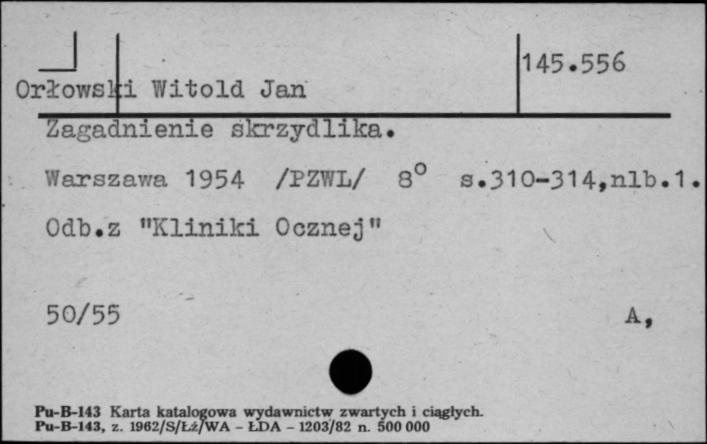 145.556
Orłowski Witold Jan
Zagadnienie skrzydlika.
Warszawa 1954 /PZWL/ 8° s.310-314,nlb.1.
Odb.z "Kliniki Ocznej"
50/55 A,
Pu-B-143 Karta katalogowa wydawnictw zwartych i ciągłych.
Pu-B-143, z. 1962/S/Łż/WA - ŁDA - 1203/82 n. 500 000